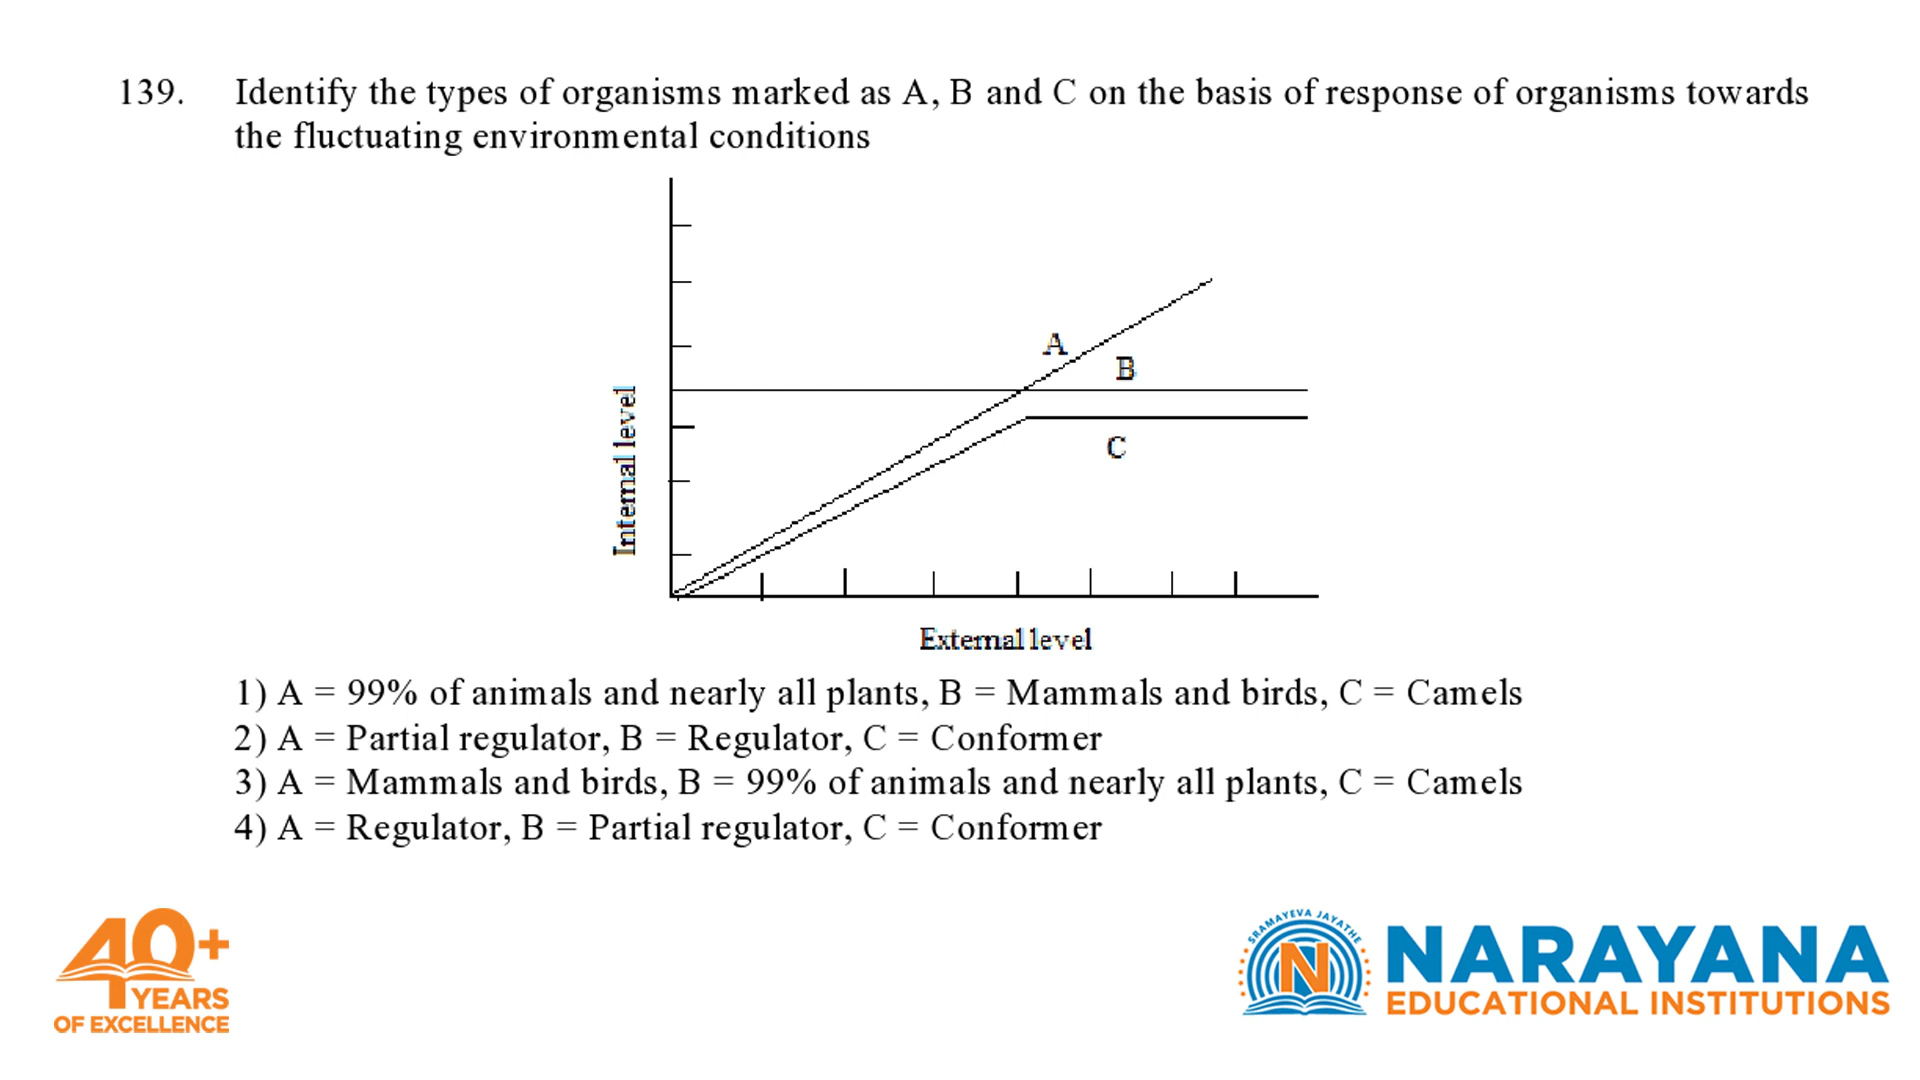 139. Identify the types of organisms marked as A, B and C on the basis of response of organisms towards
the fluctuating environmental conditions
A
B
C
Internal level
External level
1) A = 99% of animals and nearly all plants, B = Mammals and birds, C = Camels
2) A = Partial regulator, B = Regulator, C = Conformer
3) A = Mammals and birds, B = 99% of animals and nearly all plants, C = Camels
4) A = Regulator, B = Partial regulator, C = Conformer
40+
YEARS
OF EXCELLENCE
SRAMAYEVA JAYATHE
N
NARAYANA
EDUCATIONAL INSTITUTIONS